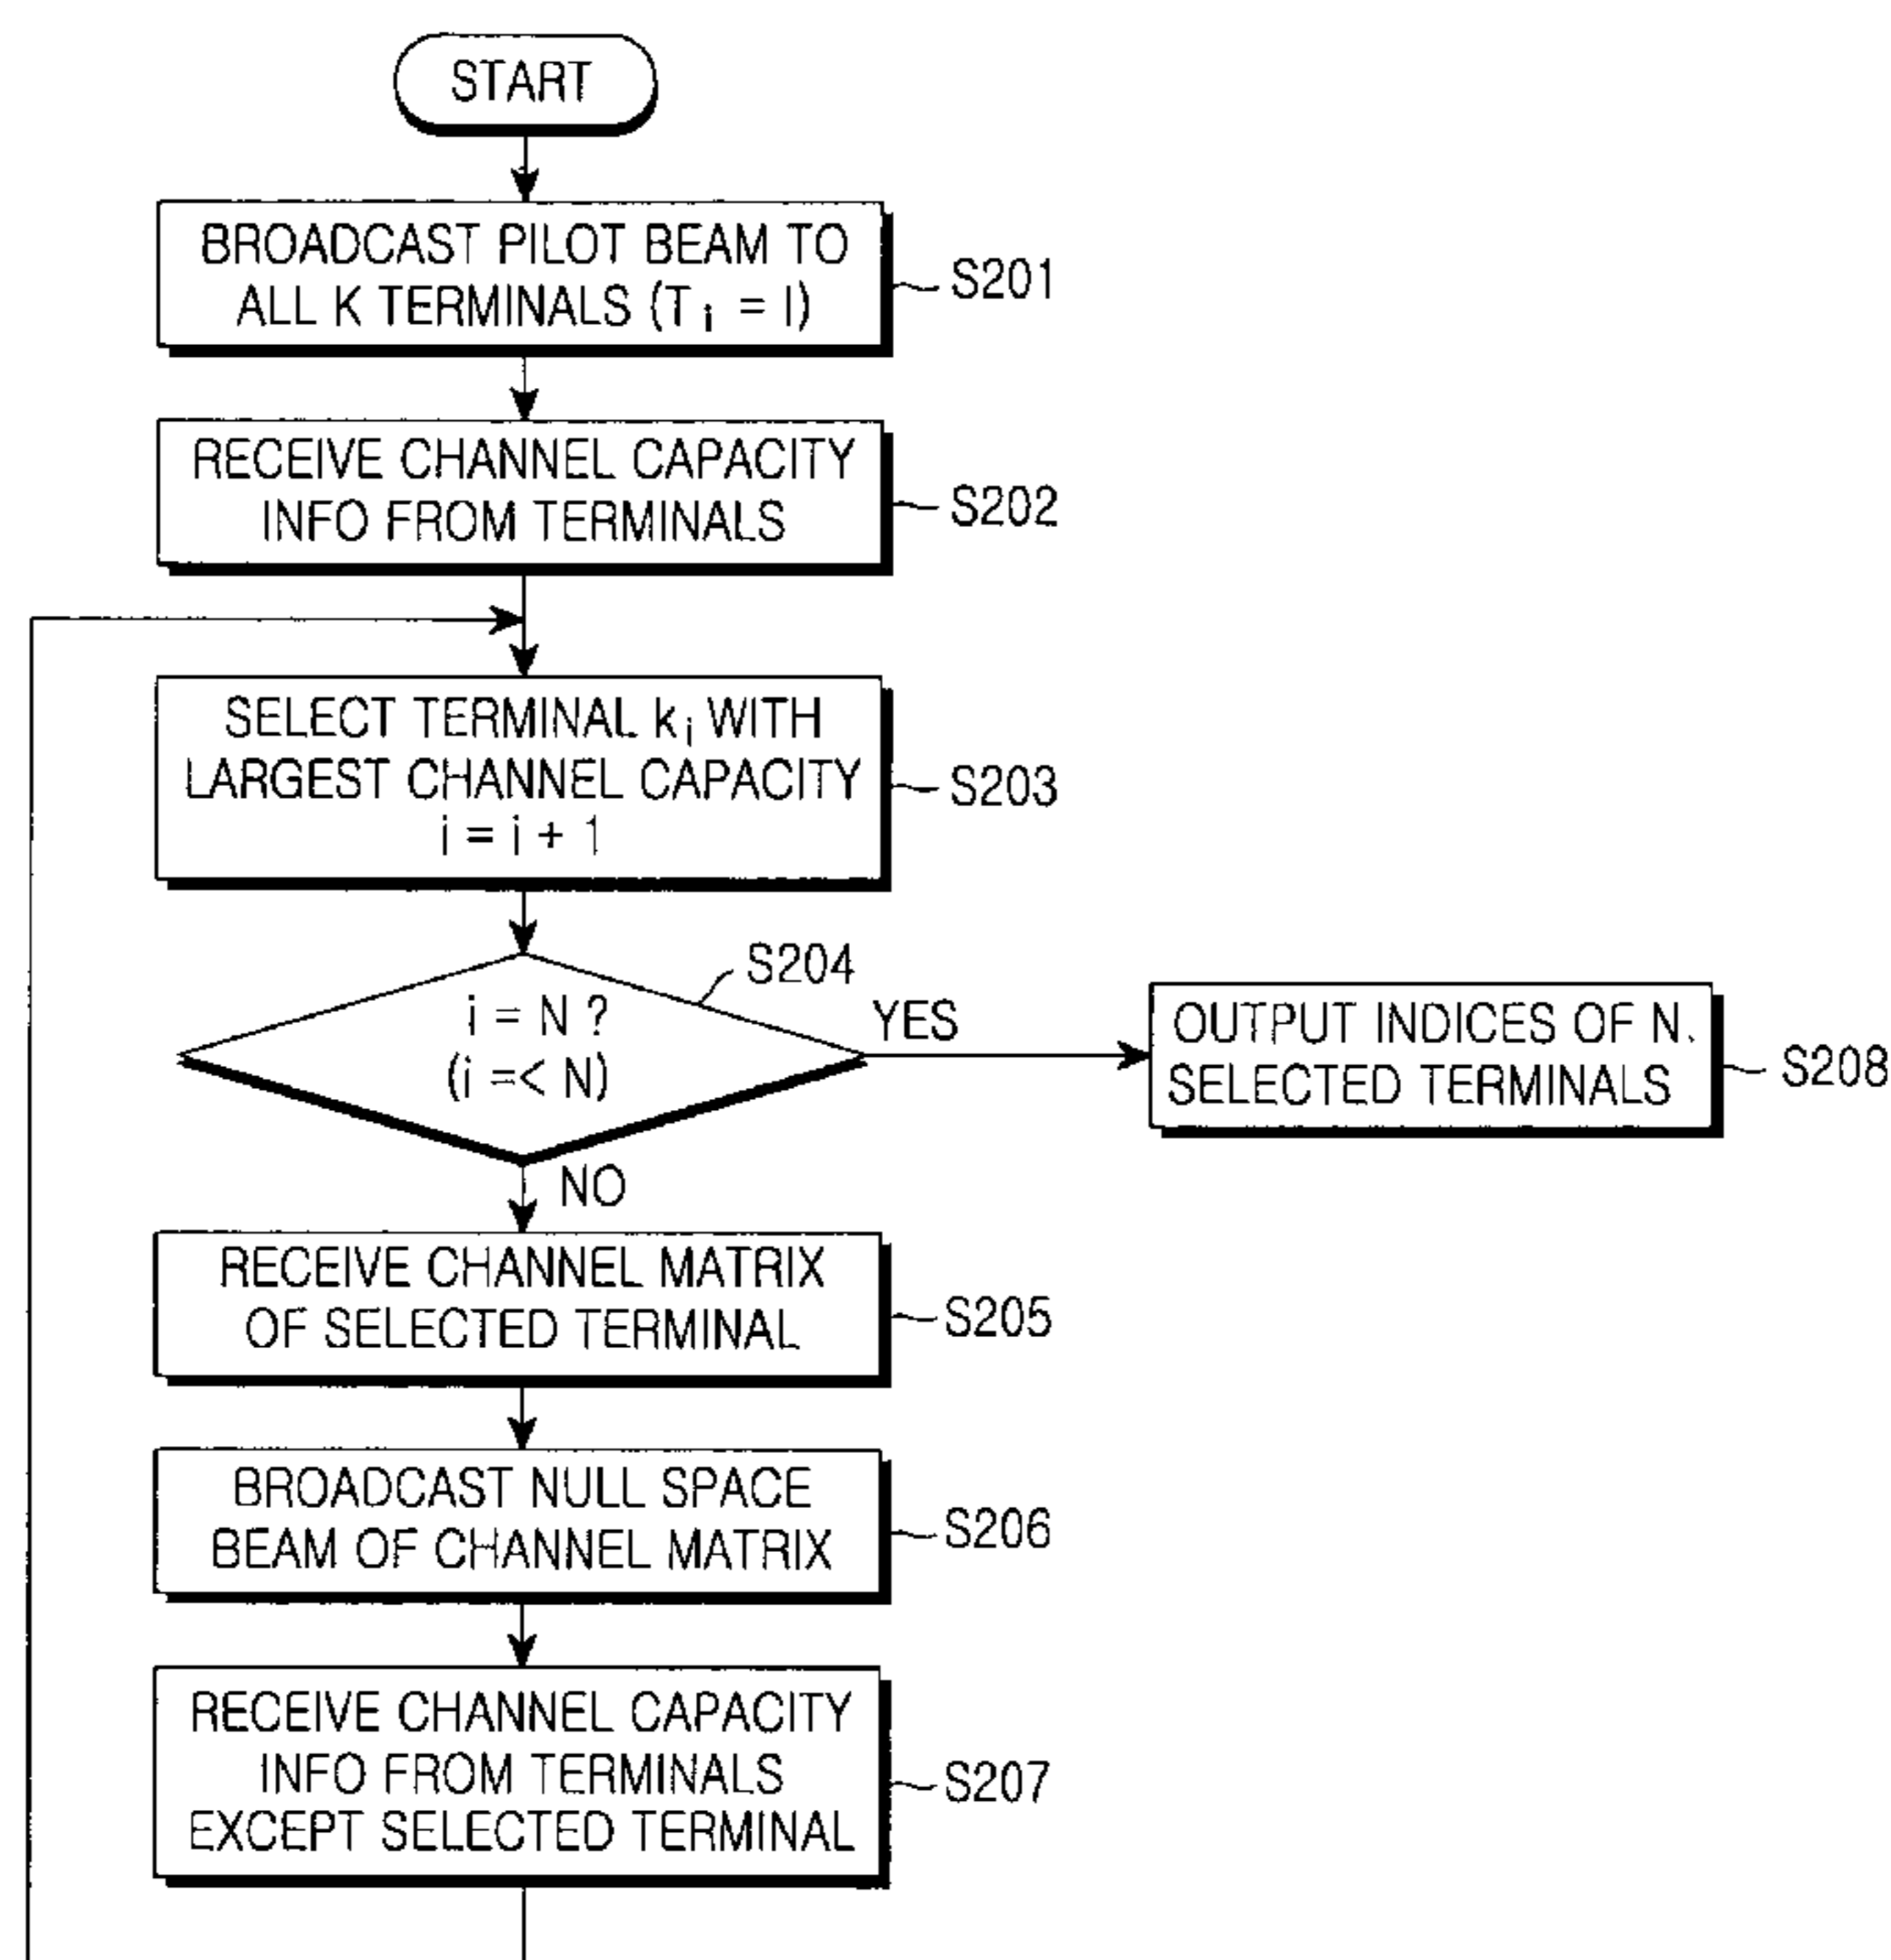 START
BROADCAST PILOT BEAM TO
ALL K TERMINALS (T i = I)
S201
RECEIVE CHANNEL CAPACITY
INFO FROM TERMINALS
S202
SELECT TERMINAL k i WITH
LARGEST CHANNEL CAPACITY
i = i + 1
S203
S204
i = N ?
(i =< N)
YES
OUTPUT INDICES OF N
SELECTED TERMINALS
S208
NO
RECEIVE CHANNEL MATRIX
OF SELECTED TERMINAL
S205
BROADCAST NULL SPACE
BEAM OF CHANNEL MATRIX
S206
RECEIVE CHANNEL CAPACITY
INFO FROM TERMINALS
EXCEPT SELECTED TERMINAL
S207